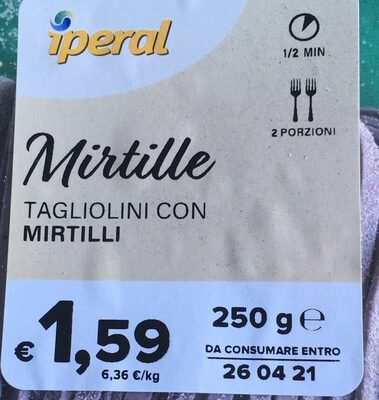 iperal
1/2 MIN
2 PORZIONI
Mirtille
TAGLIOLINI CON
MIRTILLI
€ 1,59
6,36 €/kg
250 g ℮
DA CONSUMARE ENTRO
26 04 21